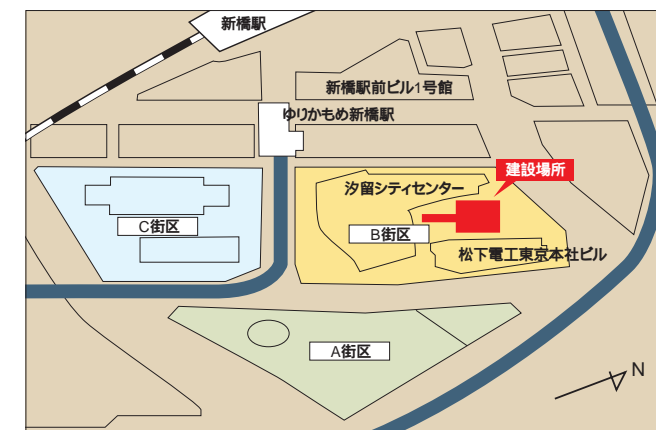 新橋駅
新橋駅前ビル1号館
ゆりかもめ新橋駅
建設場所
汐留シティセンター
C街区
B街区
松下電工東京本社ビル
A街区
N